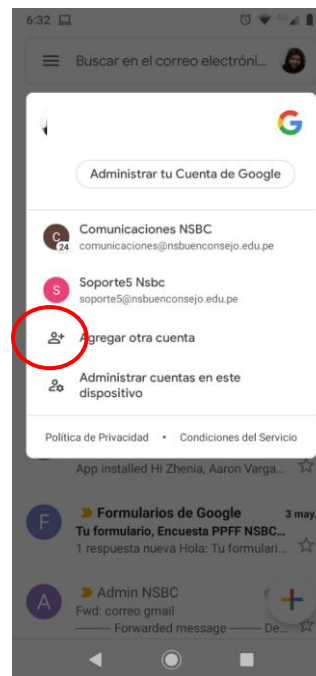 6:32
4G
Buscar en el correo electróni...
G
Administrar tu Cuenta de Google
C
24
Comunicaciones NSBC
comunicaciones@nsbuenconsejo.edu.pe
S
Soporte5 Nsbc
soporte5@nsbuenconsejo.edu.pe
Agregar otra cuenta
Administrar cuentas en este
dispositivo
Política de Privacidad • Condiciones del Servicio
App installed Hi Zhenia, Aaron Varga...
F
Formularios de Google 3 may.
Tu formulario, Encuesta PPFF NSBC...
1 respuesta nueva Hola: Tu formulari...
A
Admin NSBC
Fwd: correo gmail
---------- Forwarded message ---------- De...